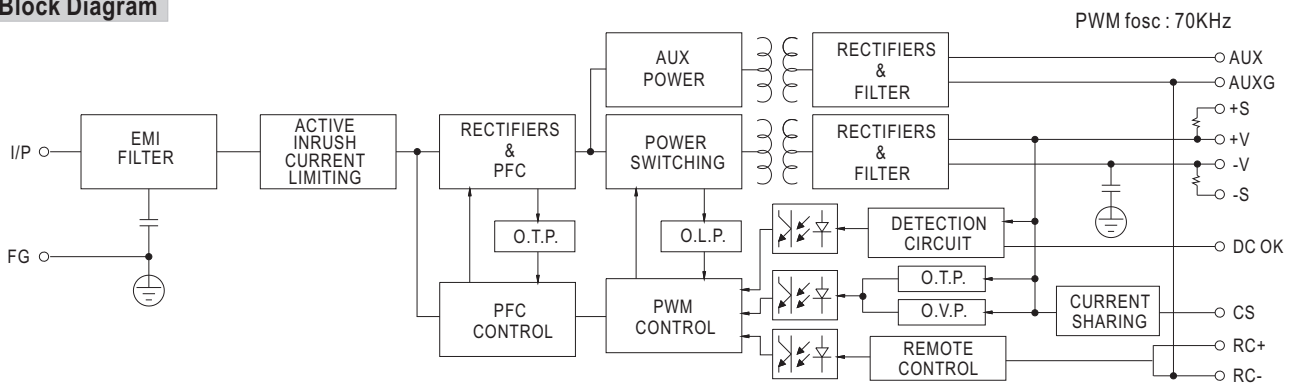 Block Diagram
PWM fosc : 70KHz
I/P
FG
EMI
FILTER
ACTIVE
INRUSH
CURRENT
LIMITING
RECTIFIERS
&
PFC
O.T.P.
PFC
CONTROL
AUX
POWER
POWER
SWITCHING
O.L.P.
PWM
CONTROL
RECTIFIERS
&
FILTER
RECTIFIERS
&
FILTER
DETECTION
CIRCUIT
O.T.P.
O.V.P.
REMOTE
CONTROL
CURRENT
SHARING
AUX
AUXG
+S
+V
-V
-S
DC OK
CS
RC+
RC-